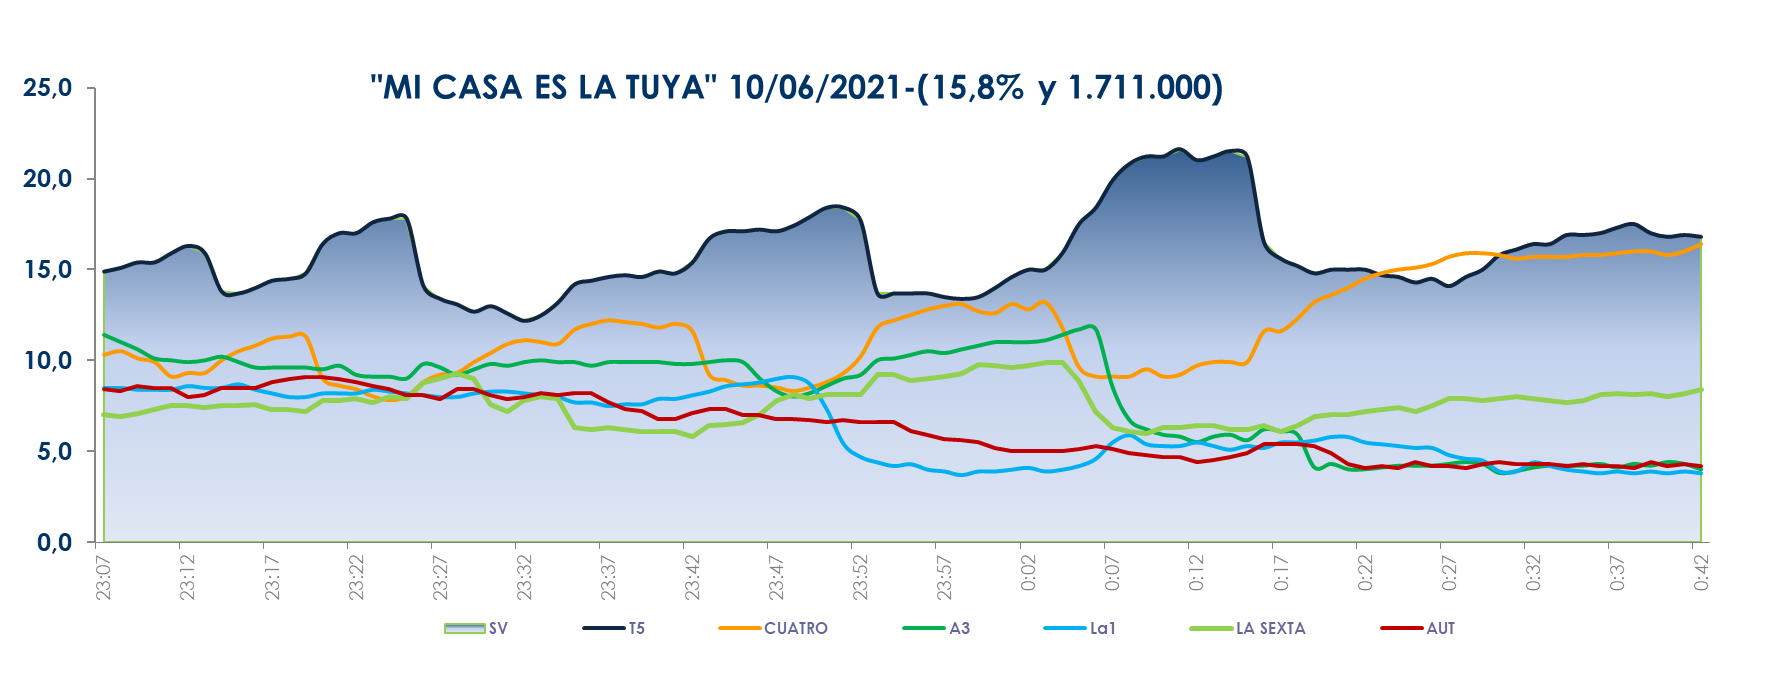 "MI CASA ES LA TUYA" 10/06/2021-(15,8% y 1.711.000)
25,0
20,0
15,0
10,0
5,0
0,0
23:07 23:12 23:17 23:22 23:27 23:32 23:37 23:42 23:47 23:52 23:57 0:02 0:07 0:12 0:17 0:22 0:27 0:32 0:37 0:42
SV T5 CUATRO A3 La1 LA SEXTA AUT